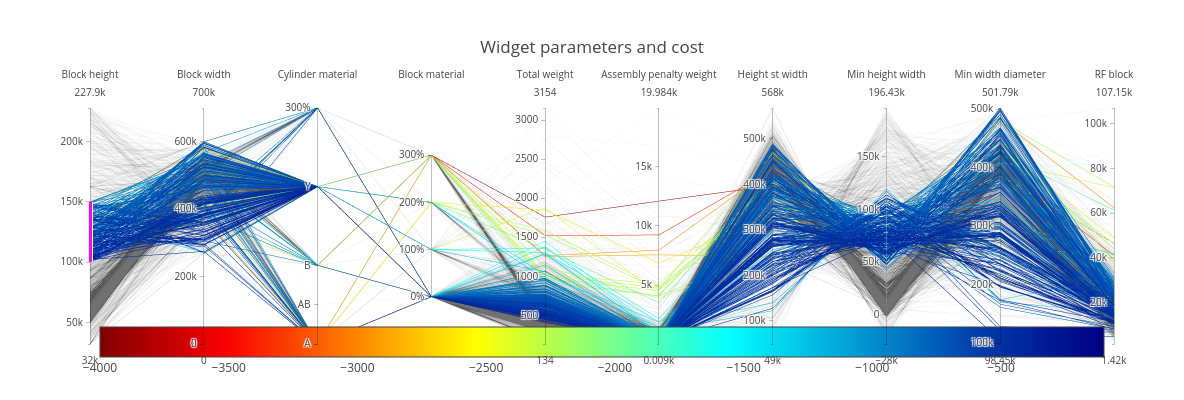 Widget parameters and cost
Block height Block width Cylinder material Block material Total weight Assembly penalty weight Height st width Min height width Min width diameter RF block
227.9k 700k 3154 19.984k 568k 196.43k 501.79k 107.15k
300% 500k
3000 100k
200k 600k 500k
2500 15k 150k 80k
300%
V 400k 400k
150k 400k 200% 2000 100k 60k
10k 300k 300k
1500
100k B 100% 50k 40k
200k 1000 5k 200k 200k
0% 20k
50k AB 500 100k 0
0 A 100k
32k 0 134 0.009k 49k −28k 98.45k 1.42k
−4000 −3500 −3000 −2500 −2000 −1500 −1000 −500